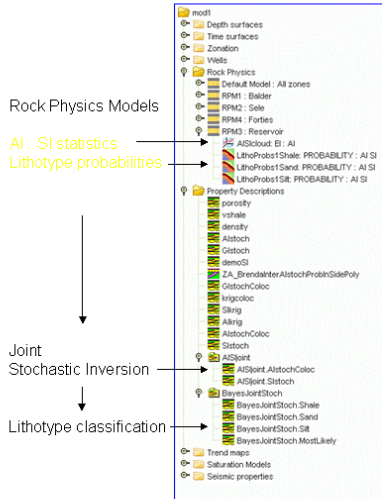 mod1
Depth surfaces
Time surfaces
Zonation
Wells
Rock Physics
Default Model : All zones
RPM1 : Balder
RPM2 : Sele
RPM4 : Forties
RPM3 : Reservoir
AISIcloud: EI : AI
LithoProbs1Shale: PROBABILITY : AI SI
LithoProbs1Sand: PROBABILITY : AI SI
LithoProbs1Silt: PROBABILITY : AI SI
Property Descriptions
porosity
vshale
density
AIstoch
GIstoch
demoSI
ZA_BrendaInterAIstochProbInSidePoly
GIstochColoc
krigcoloc
SIkrig
AIkrig
AIstochColoc
SIstoch
AISIjoint
AISIjoint.AIstochColoc
AISIjoint.SIstoch
BayesJointStoch
BayesJointStoch.Shale
BayesJointStoch.Sand
BayesJointStoch.Silt
BayesJointStoch.MostLikely
Trend maps
Saturation Models
Seismic properties
Rock Physics Models
AI : SI statistics
Lithotype probabilities
Joint
Stochastic Inversion
Lithotype classification